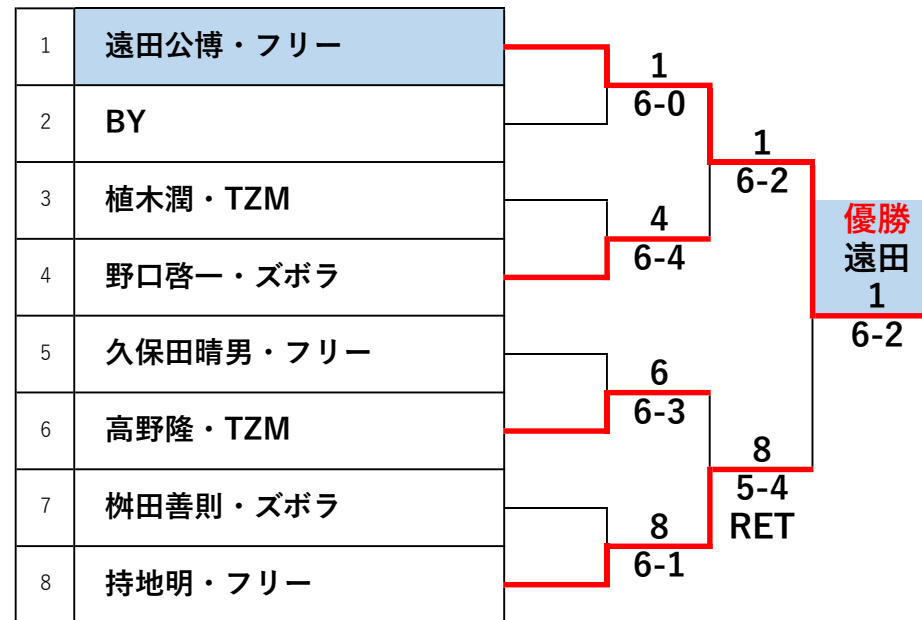 1 遠田公博・フリー
2 BY
3 植木潤・TZM
4 野口啓一・ズボラ
5 久保田晴男・フリー
6 高野隆・TZM
7 桝田善則・ズボラ
8 持地明・フリー
1
6-0
4
6-4
6
6-3
8
6-1
1
6-2
8
5-4
RET
優勝
遠田
1
6-2